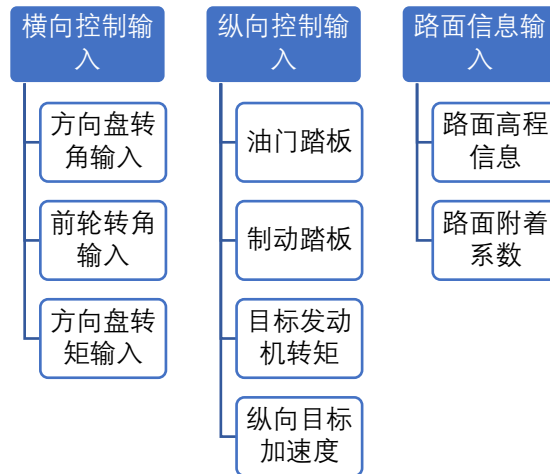 横向控制输
入
方向盘转
角输入
前轮转角
输入
方向盘转
矩输入
纵向控制输
入
油门踏板
制动踏板
目标发动
机转矩
纵向目标
加速度
路面信息输
入
路面高程
信息
路面附着
系数